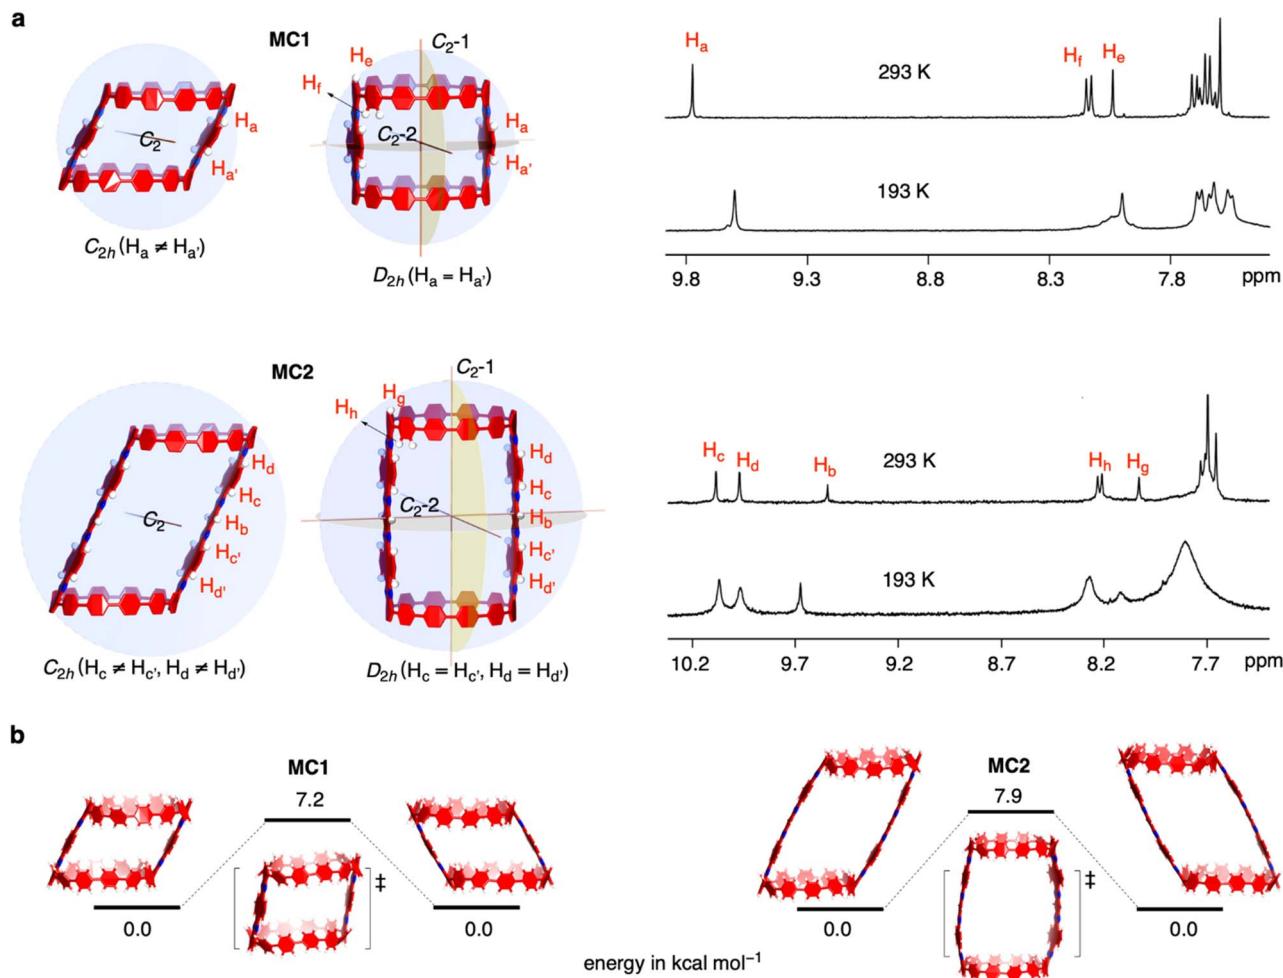 a
MC1
C2
Ha
Ha'
C2h (Ha ≠ Ha')
He
Hf
C2-1
C2-2
Ha
Ha'
D2h (Ha = Ha')
Ha
Hf
He
293 K
193 K
9.8 9.3 8.8 8.3 7.8 ppm
MC2
C2
Hd
Hc
Hb
Hc'
Hd'
C2h (Hc ≠ Hc', Hd ≠ Hd')
Hg
Hh
C2-1
C2-2
Hd
Hc
Hb
Hc'
Hd'
D2h (Hc = Hc', Hd = Hd')
Hc
Hd
Hb
Hh
Hg
293 K
193 K
10.2 9.7 9.2 8.7 8.2 7.7 ppm
b
MC1
7.2
‡
0.0
0.0
MC2
7.9
‡
0.0
0.0
energy in kcal mol⁻¹